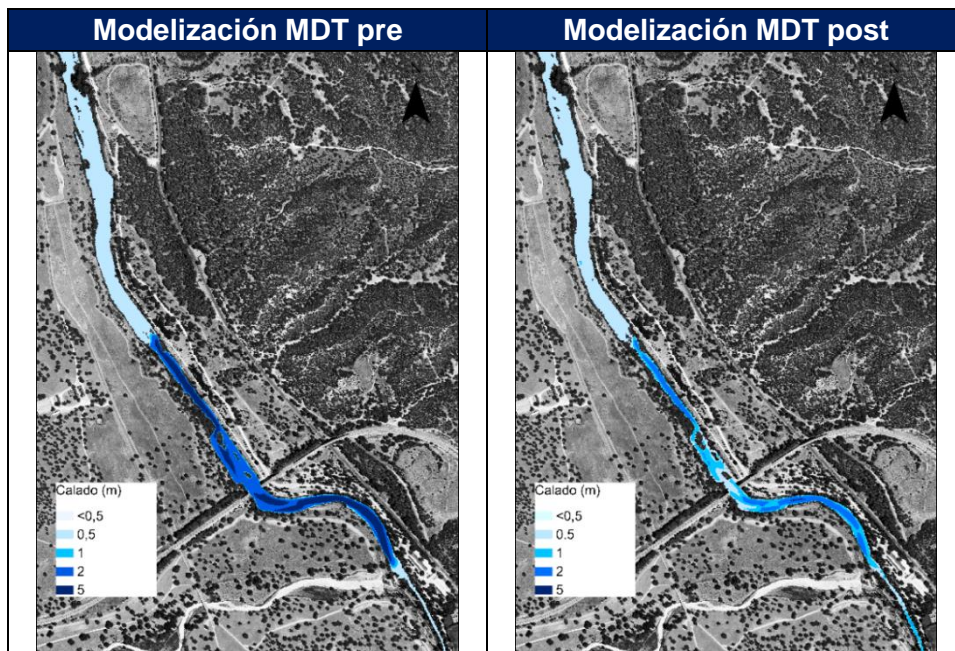 Modelización MDT pre
Modelización MDT post
Calado (m)
<0,5
0.5
1
2
5
Calado (m)
<0,5
0.5
1
2
5